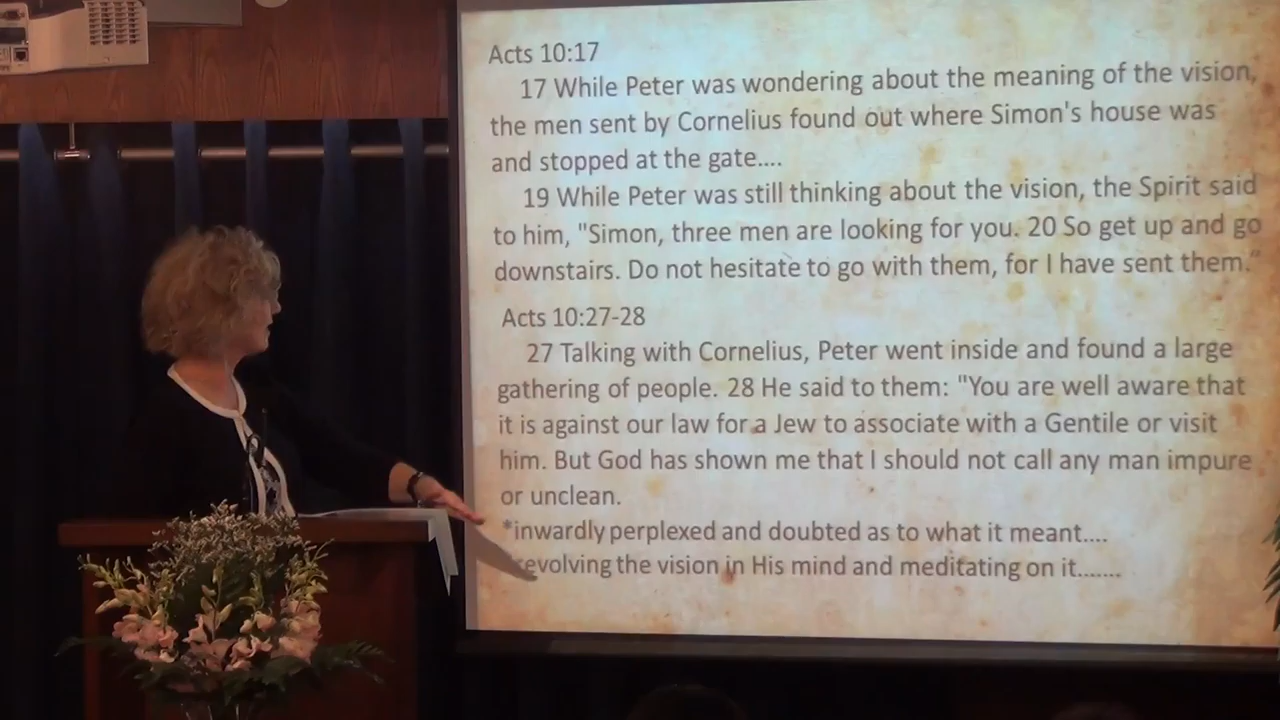 Acts 10:17
17 While Peter was wondering about the meaning of the vision,
the men sent by Cornelius found out where Simon's house was
and stopped at the gate....
19 While Peter was still thinking about the vision, the Spirit said
to him, "Simon, three men are looking for you. 20 So get up and go
downstairs. Do not hesitate to go with them, for I have sent them."
Acts 10:27-28
27 Talking with Cornelius, Peter went inside and found a large
gathering of people. 28 He said to them: "You are well aware that
it is against our law for a Jew to associate with a Gentile or visit
him. But God has shown me that I should not call any man impure
or unclean.
*inwardly perplexed and doubted as to what it meant....
evolving the vision in His mind and meditating on it.......